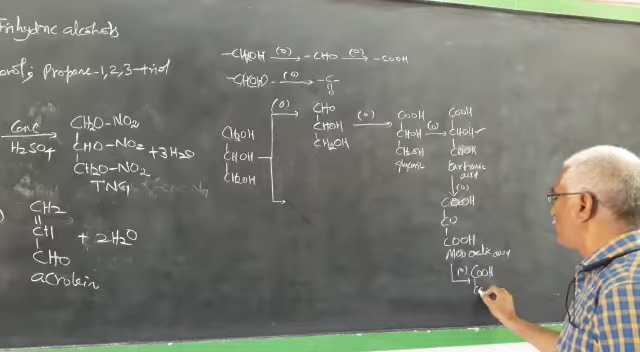 Trihydric alcohols
erol; Propane-1,2,3-triol
-CH2OH (O) -CHO (O) -COOH
-CHOH (O) -C-
O
Conc
H2SO4
CH2O-NO2
CHO-NO2 + 3H2O
CH2O-NO2
TNG
CH2
CH
CHO
+ 2H2O
acrolein
CH2OH
CHOH
CH2OH
(O)
CHO
CHOH
CH2OH
(O)
COOH
CHOH
CH2OH
glyceric
(O)
COOH
CHOH
COOH
Tartronic
acid
(O)
COOH
CO
COOH
Mesoxalic acid
(O) COOH